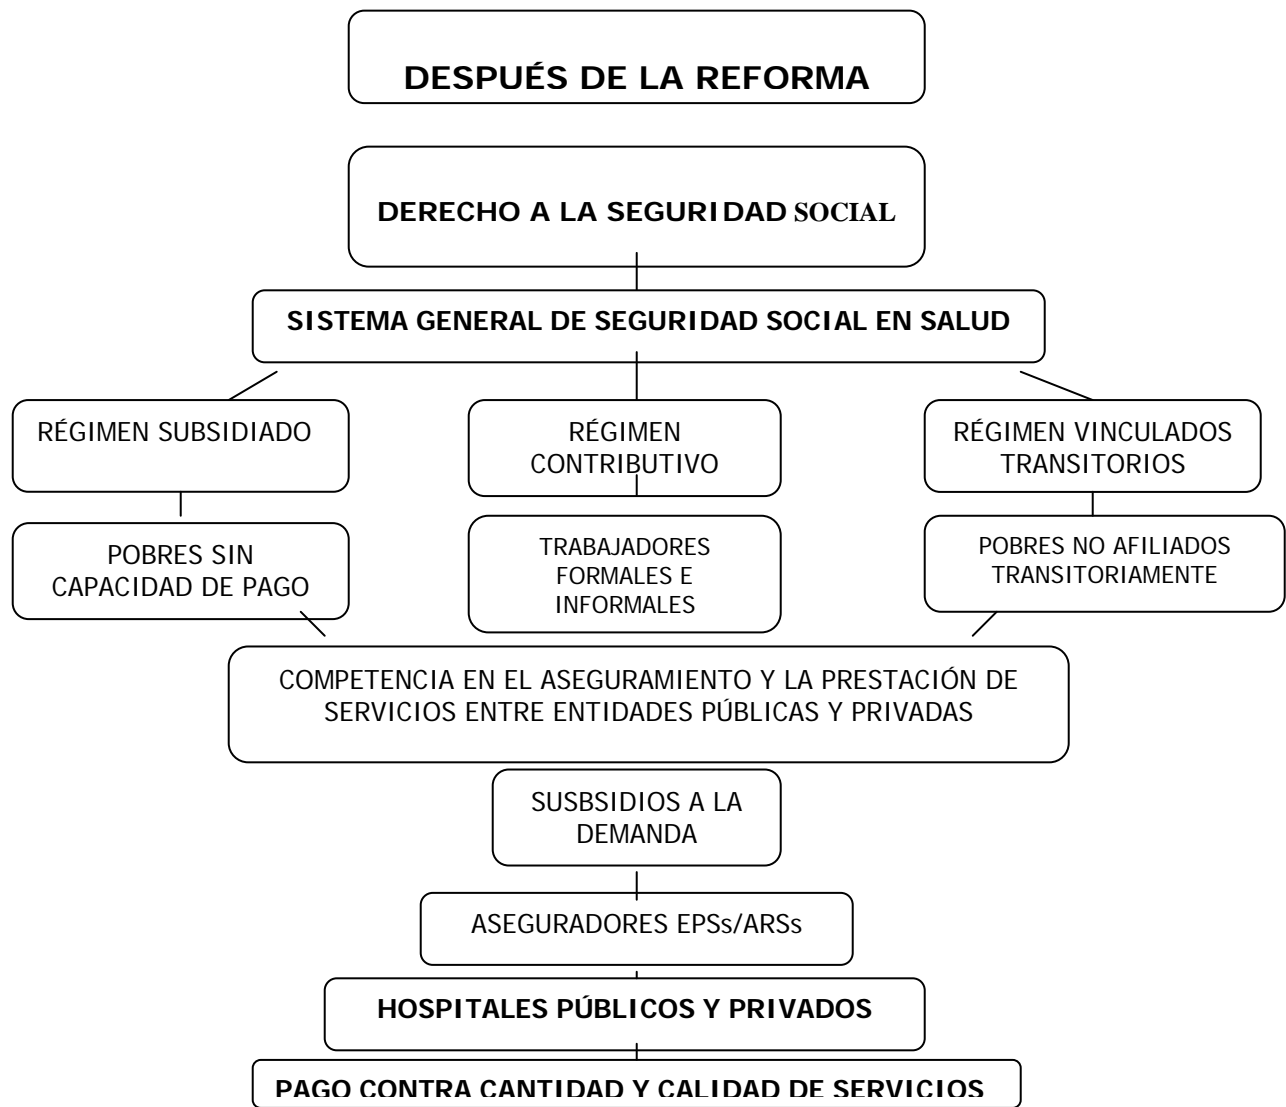 DESPUÉS DE LA REFORMA
DERECHO A LA SEGURIDAD SOCIAL
SISTEMA GENERAL DE SEGURIDAD SOCIAL EN SALUD
RÉGIMEN SUBSIDIADO
RÉGIMEN
CONTRIBUTIVO
RÉGIMEN VINCULADOS
TRANSITORIOS
POBRES SIN
CAPACIDAD DE PAGO
TRABAJADORES
FORMALES E
INFORMALES
POBRES NO AFILIADOS
TRANSITORIAMENTE
COMPETENCIA EN EL ASEGURAMIENTO Y LA PRESTACIÓN DE
SERVICIOS ENTRE ENTIDADES PÚBLICAS Y PRIVADAS
SUSBSIDIOS A LA
DEMANDA
ASEGURADORES EPSs/ARSs
HOSPITALES PÚBLICOS Y PRIVADOS
PAGO CONTRA CANTIDAD Y CALIDAD DE SERVICIOS